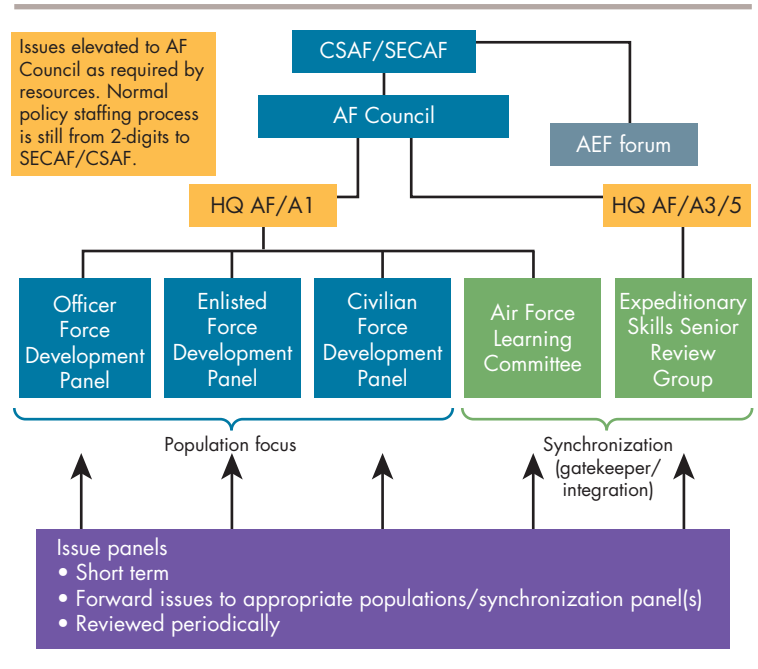 Issues elevated to AF
Council as required by
resources. Normal
policy staffing process
is still from 2-digits to
SECAF/CSAF.
CSAF/SECAF
AF Council
AEF forum
HQ AF/A1
HQ AF/A3/5
Officer
Force
Development
Panel
Enlisted
Force
Development
Panel
Civilian
Force
Development
Panel
Air Force
Learning
Committee
Expeditionary
Skills Senior
Review
Group
Population focus
Synchronization
(gatekeeper/
integration)
Issue panels
• Short term
• Forward issues to appropriate populations/synchronization panel(s)
• Reviewed periodically